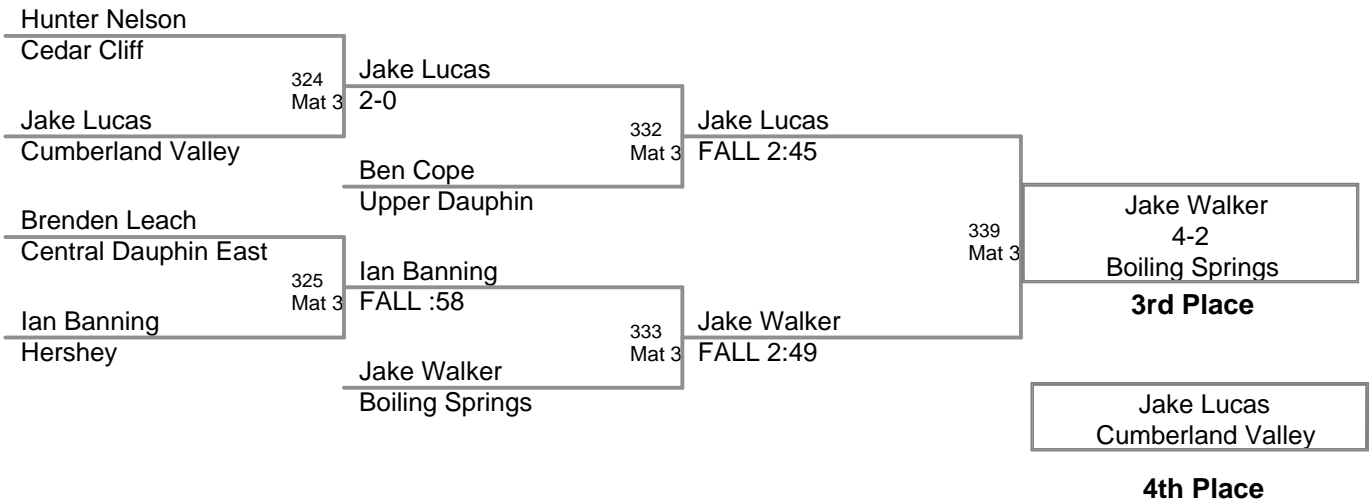 Hunter Nelson
Cedar Cliff
324
Mat 3
Jake Lucas
2-0
Jake Lucas
Cumberland Valley
332
Mat 3
Jake Lucas
FALL 2:45
Ben Cope
Upper Dauphin
Brenden Leach
Central Dauphin East
325
Mat 3
Ian Banning
FALL :58
Ian Banning
Hershey
333
Mat 3
Jake Walker
FALL 2:49
Jake Walker
Boiling Springs
339
Mat 3
Jake Walker
4-2
Boiling Springs
3rd Place
Jake Lucas
Cumberland Valley
4th Place